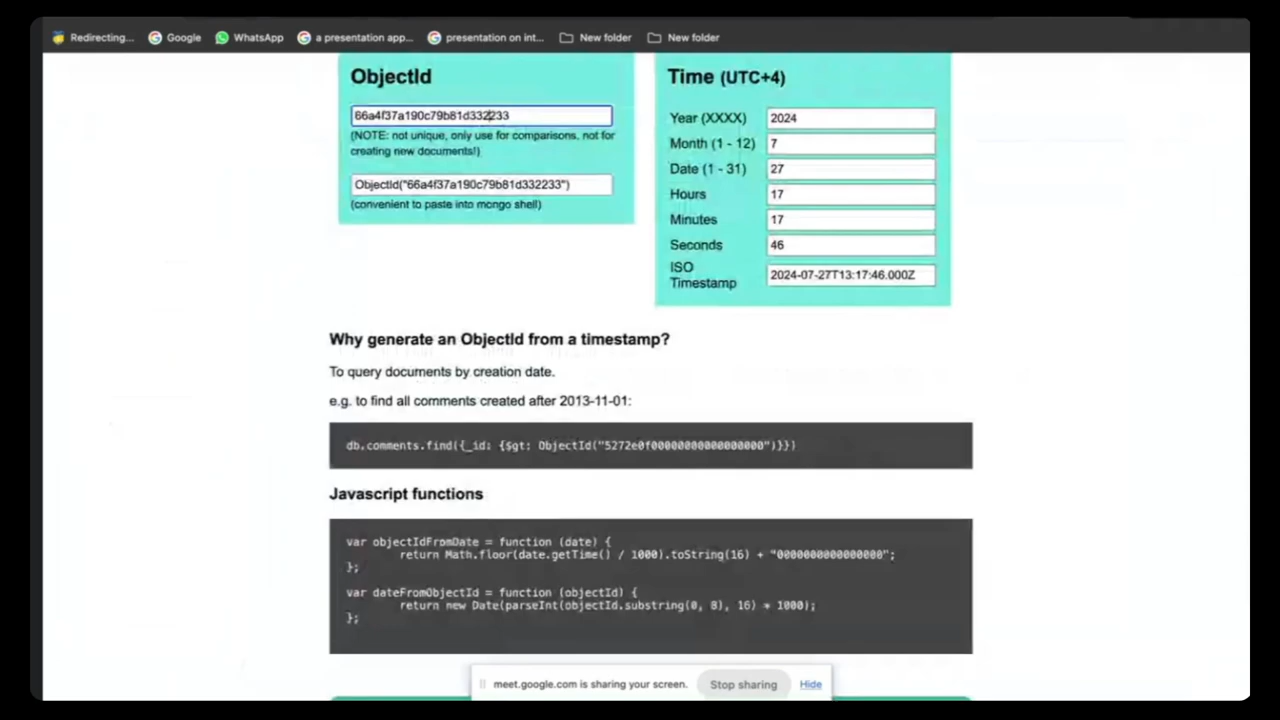 Redirecting...
Google
WhatsApp
a presentation app...
presentation on int...
New folder
New folder
ObjectId
66a4f37a190c79b81d332233
(NOTE: not unique, only use for comparisons, not for
creating new documents!)
ObjectId("66a4f37a190c79b81d332233")
(convenient to paste into mongo shell)
Time (UTC+4)
Year (XXXX) 2024
Month (1 - 12) 7
Date (1 - 31) 27
Hours 17
Minutes 17
Seconds 46
ISO
Timestamp 2024-07-27T13:17:46.000Z
Why generate an ObjectId from a timestamp?
To query documents by creation date.
e.g. to find all comments created after 2013-11-01:
db.comments.find({_id: {$gt: ObjectId("5272e0f00000000000000000")}})
Javascript functions
var objectIdFromDate = function (date) {
return Math.floor(date.getTime() / 1000).toString(16) + "0000000000000000";
};
var dateFromObjectId = function (objectId) {
return new Date(parseInt(objectId.substring(0, 8), 16) * 1000);
};
meet.google.com is sharing your screen.
Stop sharing
Hide